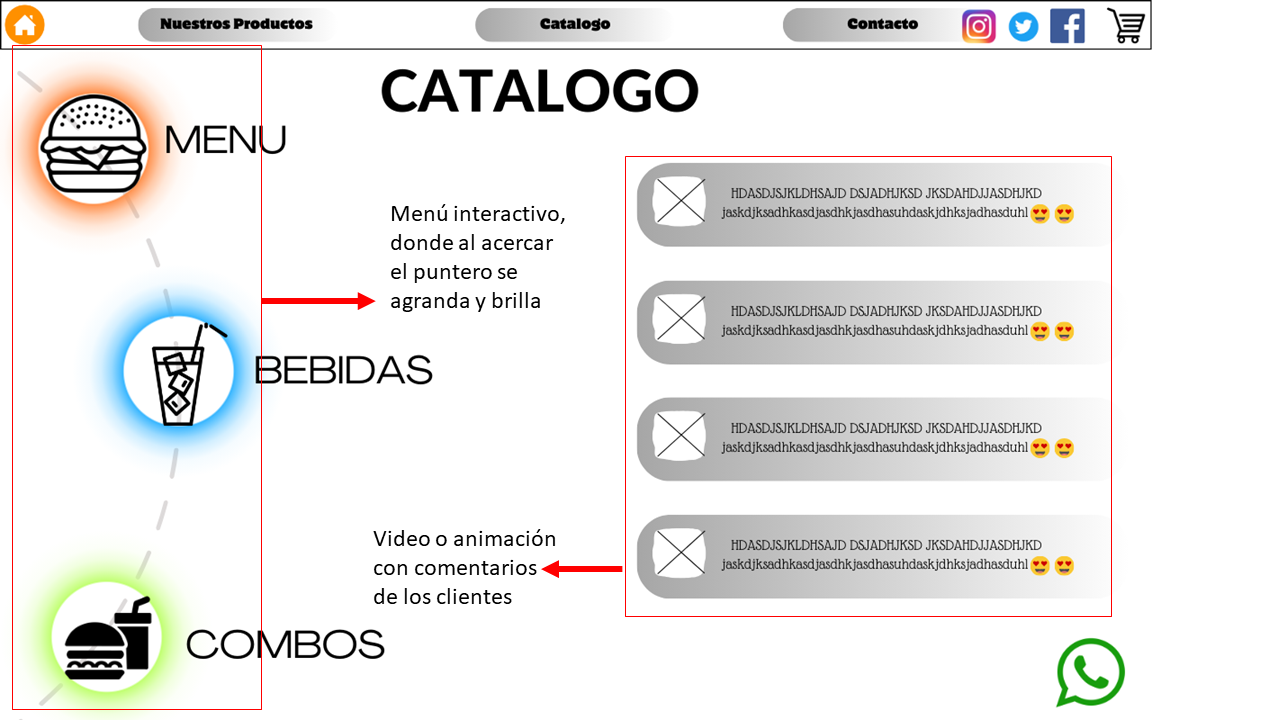 Nuestros Productos
Catalogo
Contacto
CATALOGO
MENU
BEBIDAS
COMBOS
Menú interactivo,
donde al acercar
el puntero se
agranda y brilla
Video o animación
con comentarios
de los clientes
HDASDJSJKLDHSAJD DSJADHJKSD JKSDAHDJJASDHJKD
jaskdjksadhkasdjasdhkjasdhasuhdaskjdhksjadhasduhl😍 😍
HDASDJSJKLDHSAJD DSJADHJKSD JKSDAHDJJASDHJKD
jaskdjksadhkasdjasdhkjasdhasuhdaskjdhksjadhasduhl😍 😍
HDASDJSJKLDHSAJD DSJADHJKSD JKSDAHDJJASDHJKD
jaskdjksadhkasdjasdhkjasdhasuhdaskjdhksjadhasduhl😍 😍
HDASDJSJKLDHSAJD DSJADHJKSD JKSDAHDJJASDHJKD
jaskdjksadhkasdjasdhkjasdhasuhdaskjdhksjadhasduhl😍 😍